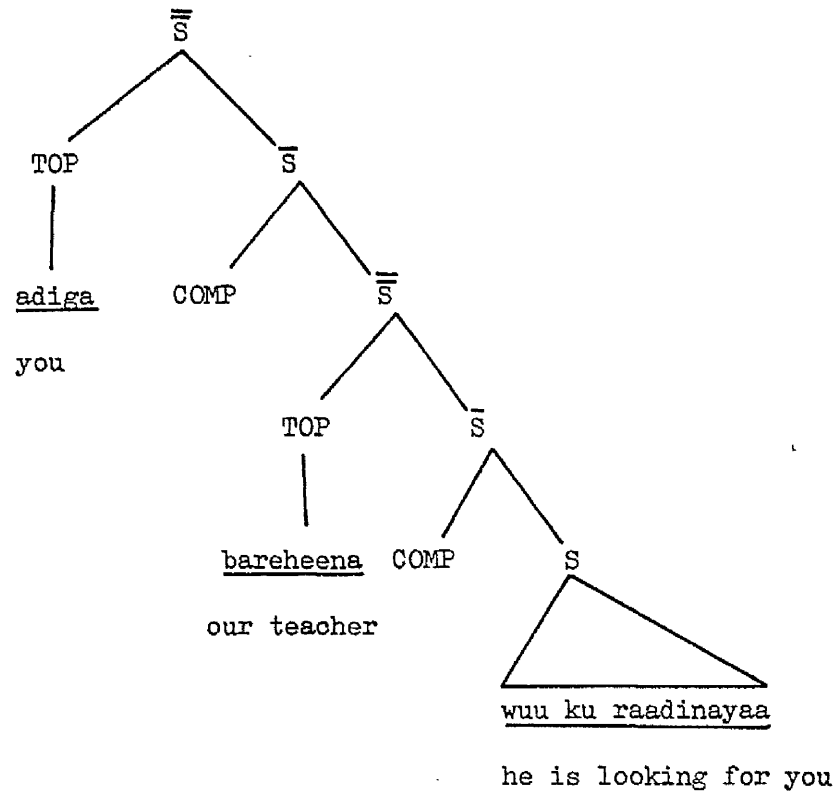 S̿
TOP S̅
adiga COMP S̿
you
TOP S̅
bareheena COMP S
our teacher
wuu ku raadinayaa
he is looking for you